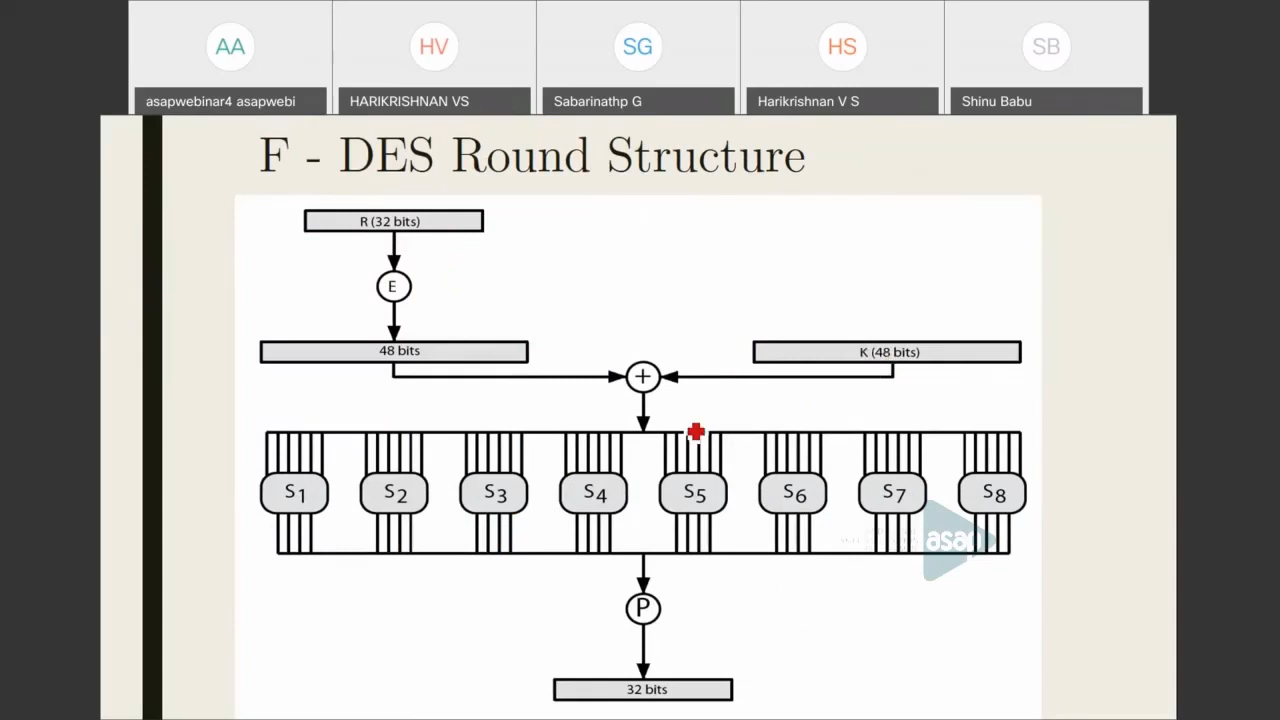 AA
HV
SG
HS
SB
asapwebinar4 asapwebi
HARIKRISHNAN VS
Sabarinathp G
Harikrishnan V S
Shinu Babu
F - DES Round Structure
R (32 bits)
E
48 bits
K (48 bits)
+
S1
S2
S3
S4
S5
S6
S7
S8
asap
P
32 bits